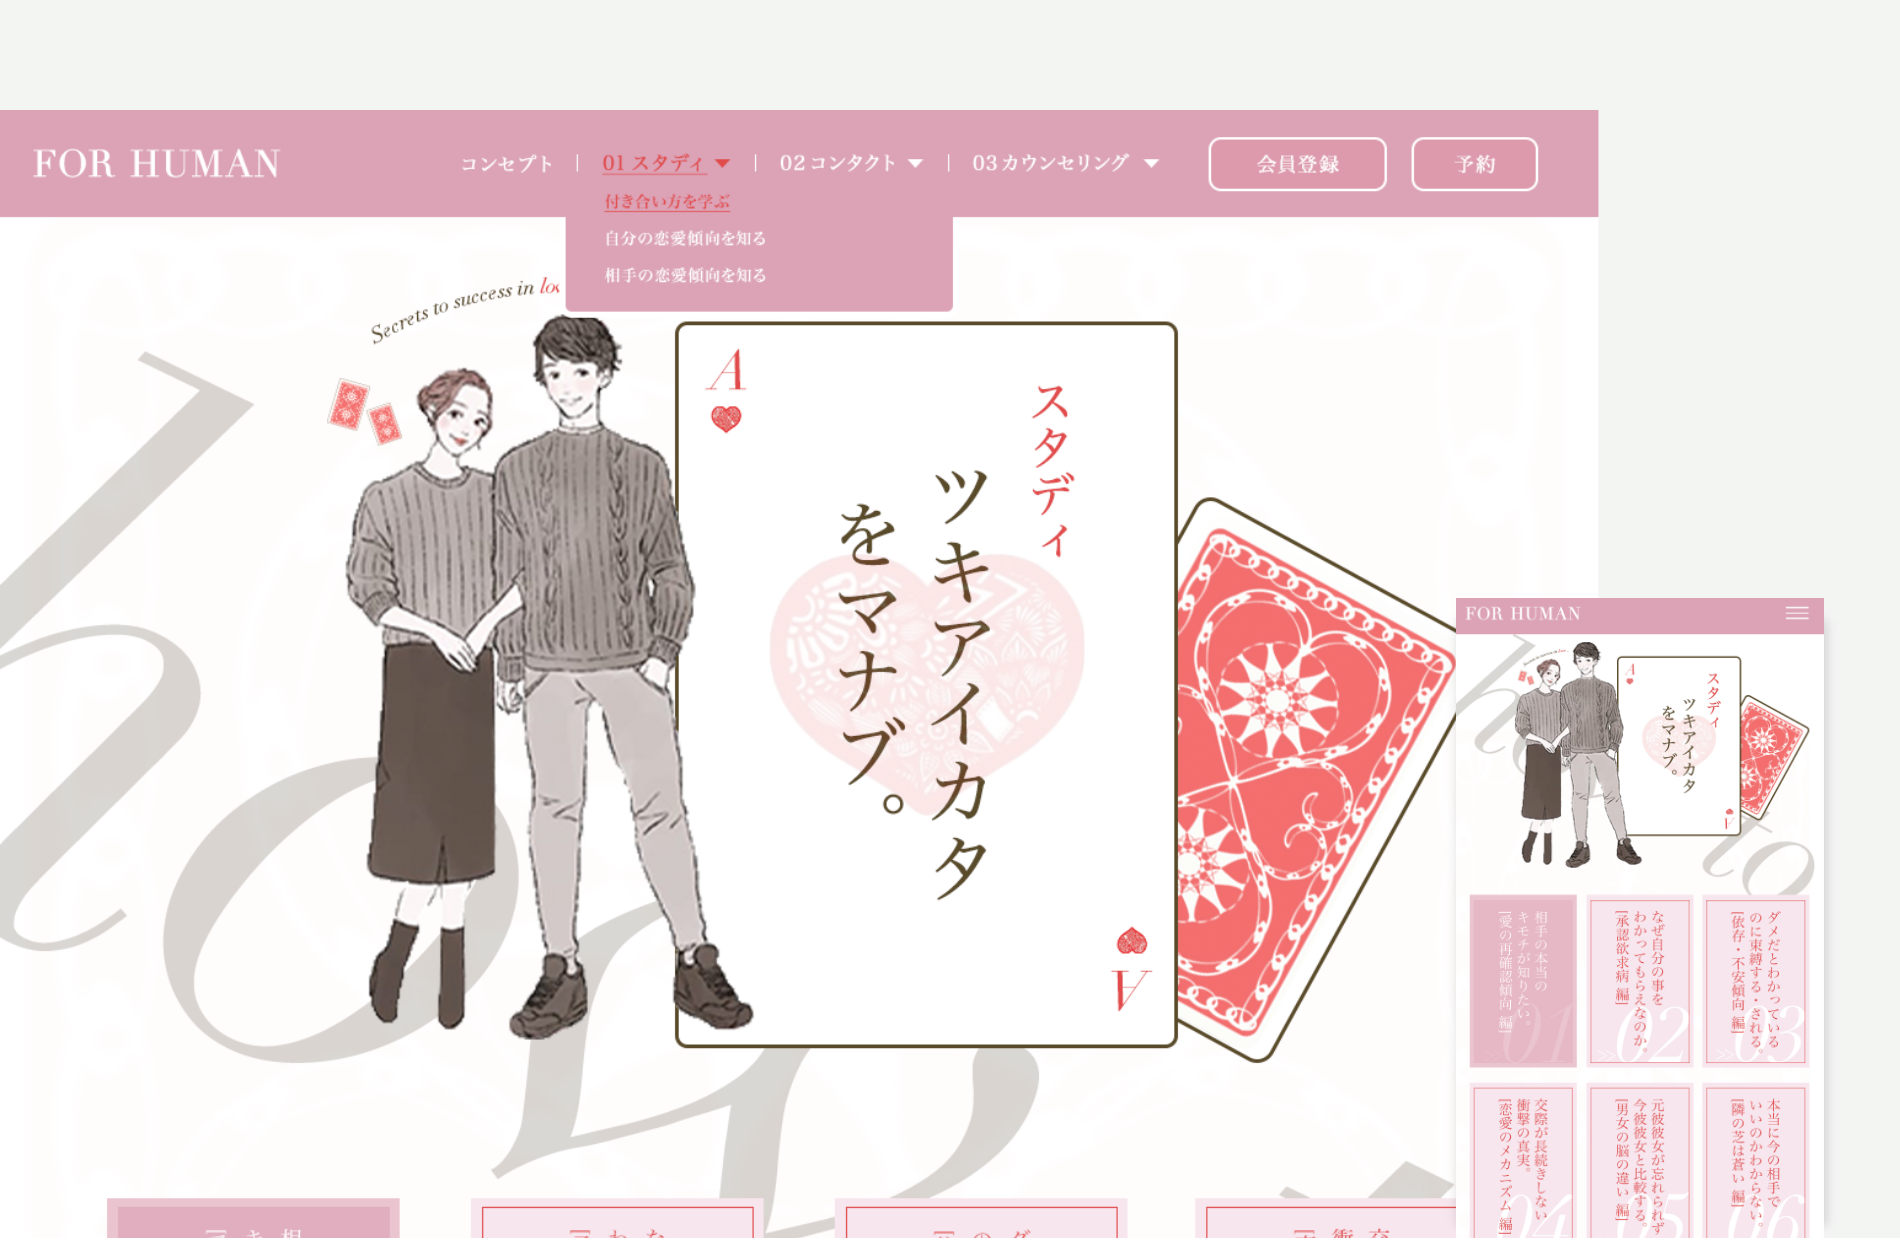 FOR HUMAN
コンセプト
01 スタディ
02 コンタクト
03 カウンセリング
会員登録
予約
付き合い方を学ぶ
自分の恋愛傾向を知る
相手の恋愛傾向を知る
Secrets to success in
A
スタディ
ツキアイカタ
をマナブ。
A
FOR HUMAN
A
スタディ
ツキアイカタ
をマナブ。
A
to
相手の本当の
キモチが知りたい。
[愛の再確認傾向 編]
01
なぜ自分の事を
わかってもらえなのか。
[承認欲求病 編]
02
ダメだとわかっている
のに束縛する・される。
[依存・不安傾向 編]
03
交際が長続きしない
衝撃の真実。
[恋愛のメカニズム 編]
04
元彼彼女が忘れられず
今彼彼女と比較する。
[男女の脳の違い 編]
05
本当に今の相手で
いいのかわからない。
[隣の芝は蒼い 編]
06